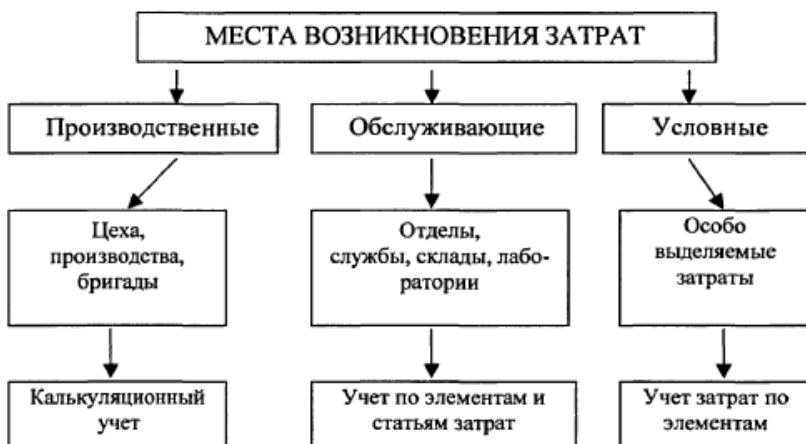 МЕСТА ВОЗНИКНОВЕНИЯ ЗАТРАТ
Производственные
Обслуживающие
Условные
Цеха,
производства,
бригады
Отделы,
службы, склады, лабо-
ратории
Особо
выделяемые
затраты
Калькуляционный
учет
Учет по элементам и
статьям затрат
Учет затрат по
элементам